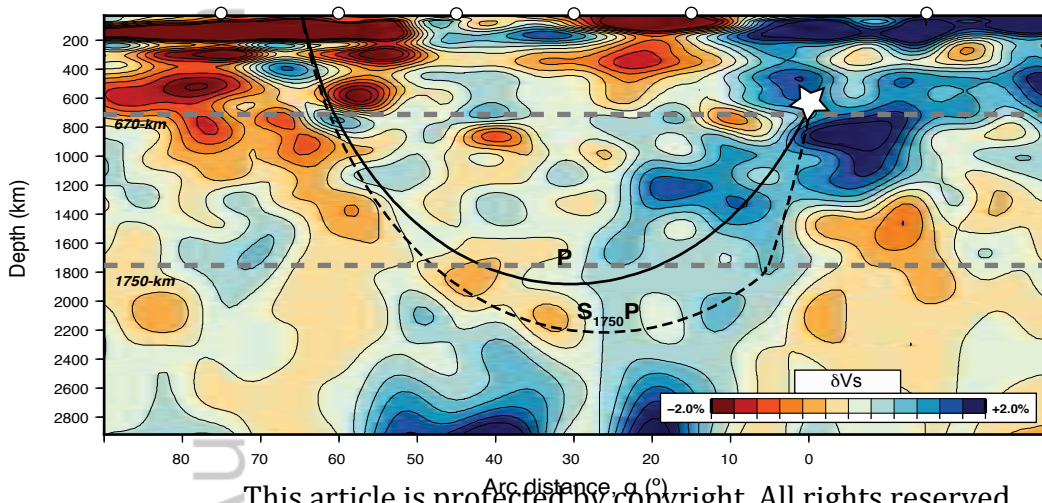 200
400
600
670-km
800
1000
1200
1400
1600
1750-km
1800
2000
2200
2400
2600
2800
Depth (km)
P
S1750P
δVs
−2.0% +2.0%
80 70 60 50 40 30 20 10 0
Arc distance, α (º)
This article is protected by copyright. All rights reserved
Au